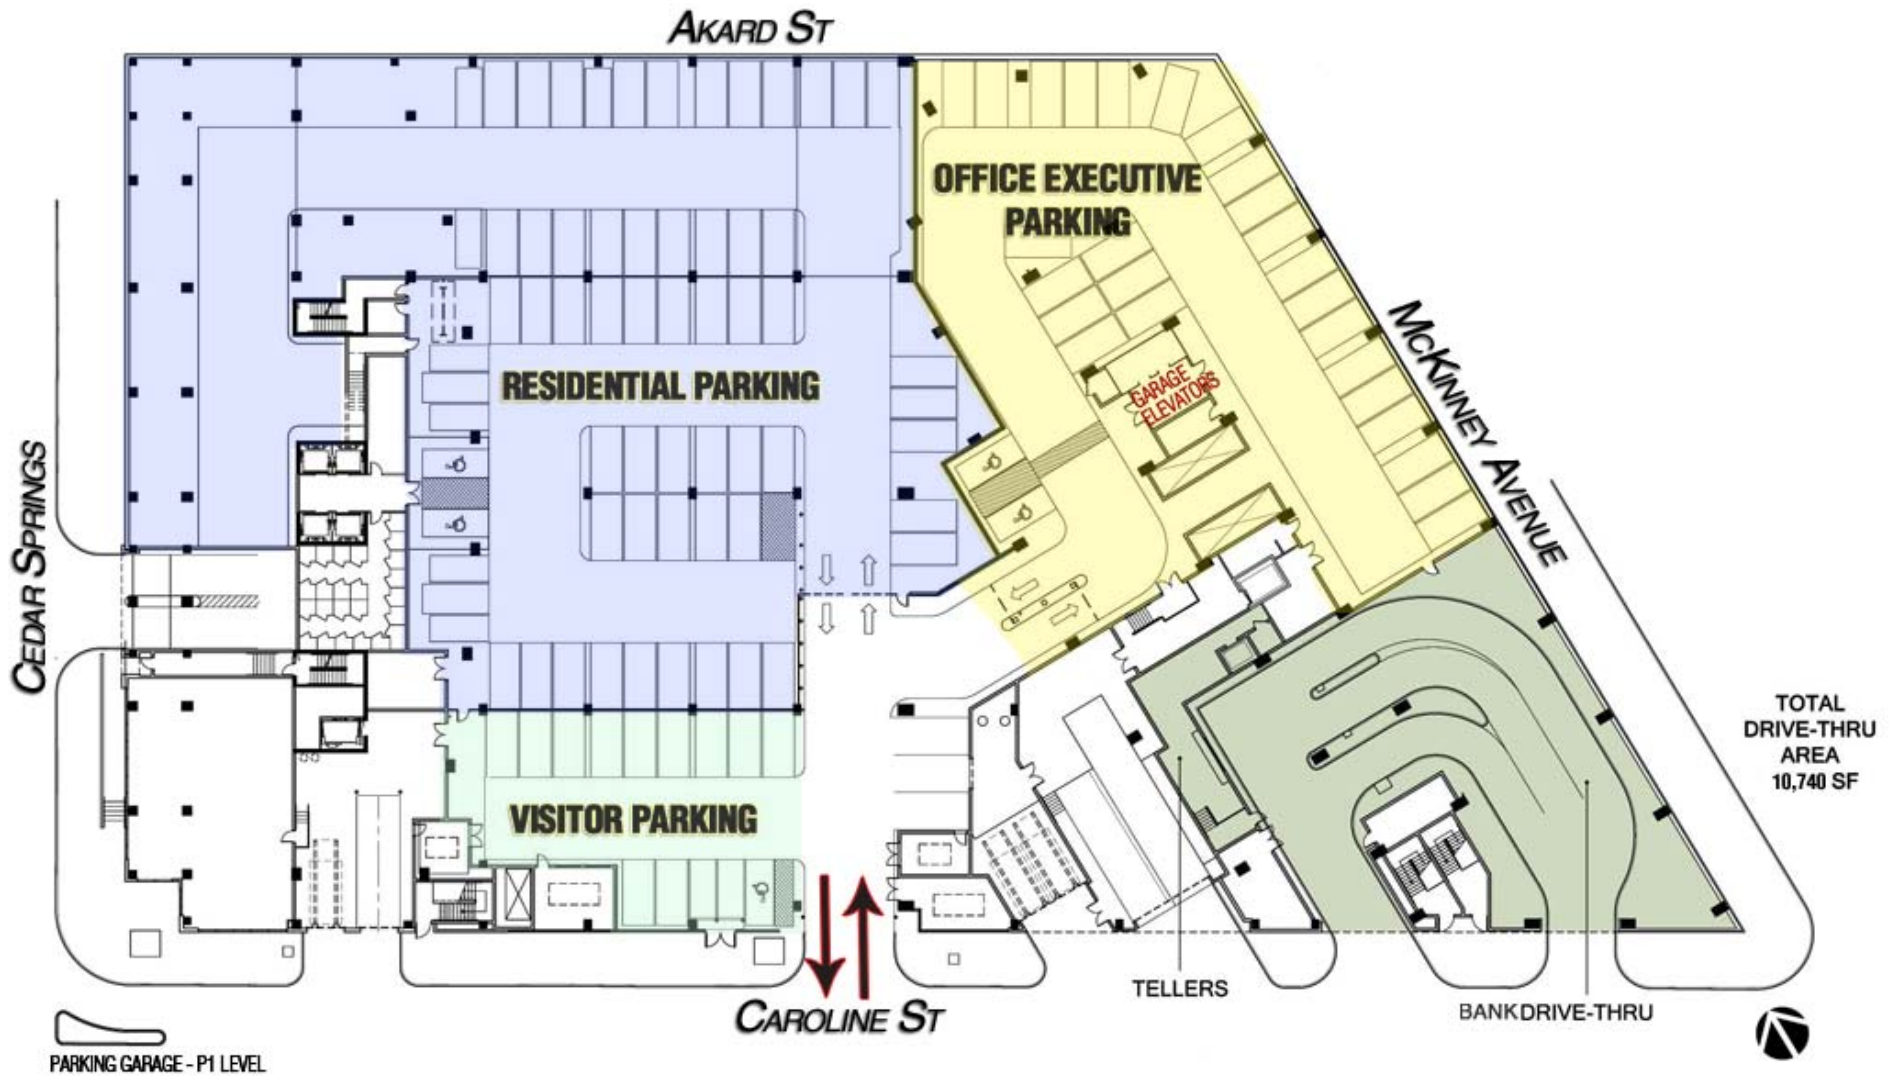 AKARD ST
OFFICE EXECUTIVE
PARKING
RESIDENTIAL PARKING
GARAGE
ELEVATORS
MCKINNEY AVENUE
CEDAR SPRINGS
TOTAL
DRIVE-THRU
AREA
10,740 SF
VISITOR PARKING
TELLERS
BANK DRIVE-THRU
CAROLINE ST
PARKING GARAGE - P1 LEVEL